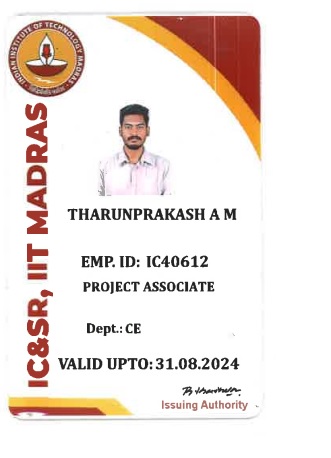 INDIAN INSTITUTE OF TECHNOLOGY MADRAS
IC&SR, IIT MADRAS
THARUNPRAKASH A M
EMP. ID: IC40612
PROJECT ASSOCIATE
Dept.: CE
VALID UPTO: 31.08.2024
Issuing Authority